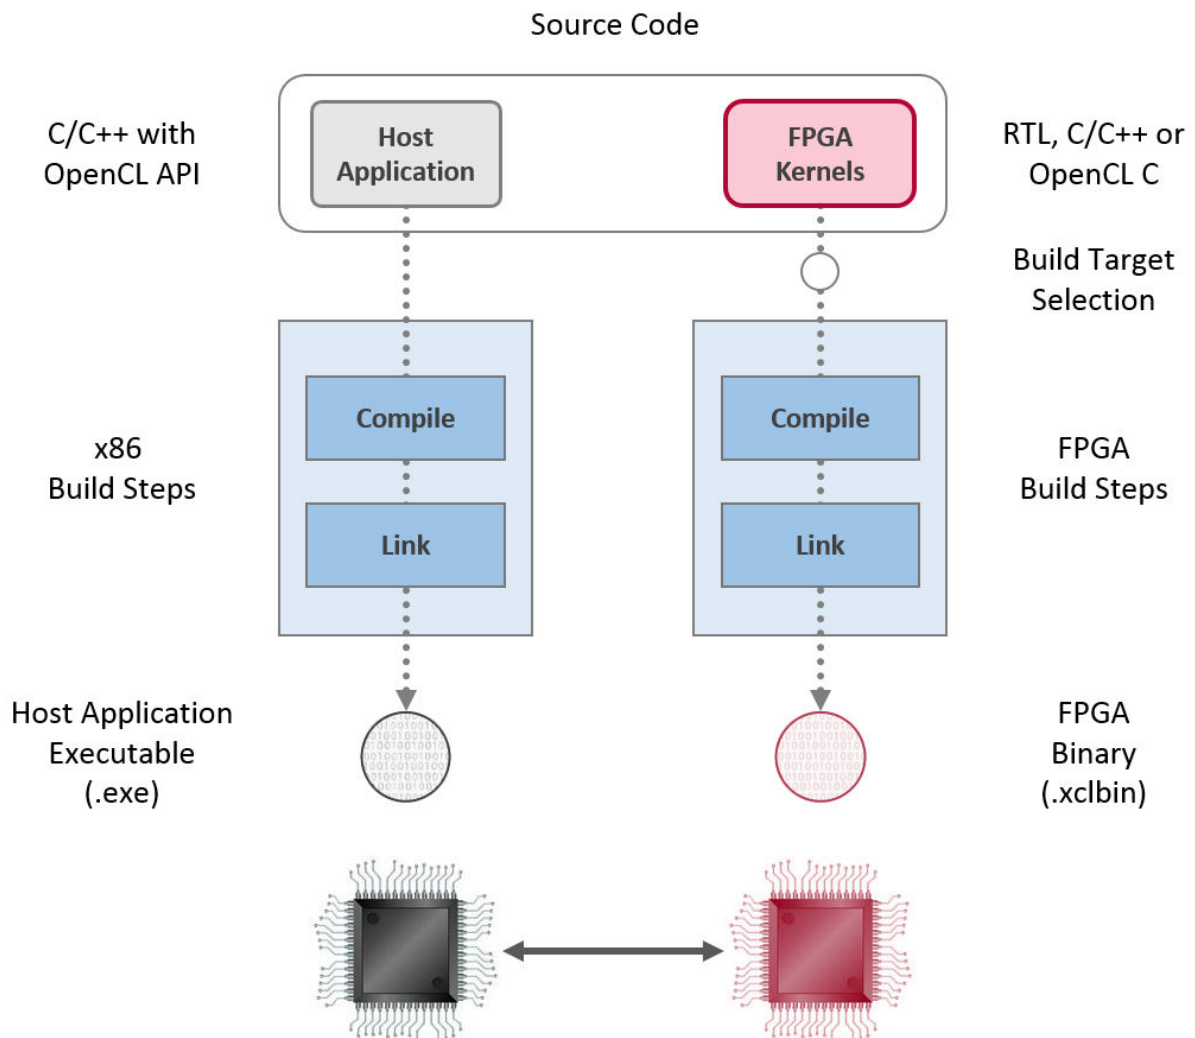 Source Code
C/C++ with
OpenCL API
Host
Application
FPGA
Kernels
RTL, C/C++ or
OpenCL C
Build Target
Selection
x86
Build Steps
Compile
Link
Compile
Link
FPGA
Build Steps
Host Application
Executable
(.exe)
FPGA
Binary
(.xclbin)